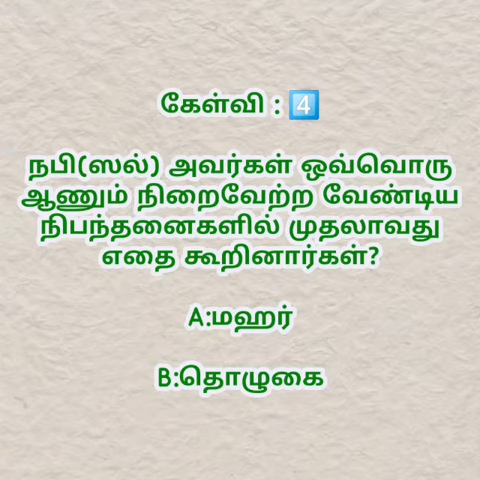 கேள்வி : 4️⃣
நபி(ஸல்) அவர்கள் ஒவ்வொரு
ஆணும் நிறைவேற்ற வேண்டிய
நிபந்தனைகளில் முதலாவது
எதை கூறினார்கள்?
A:மஹர்
B:தொழுகை